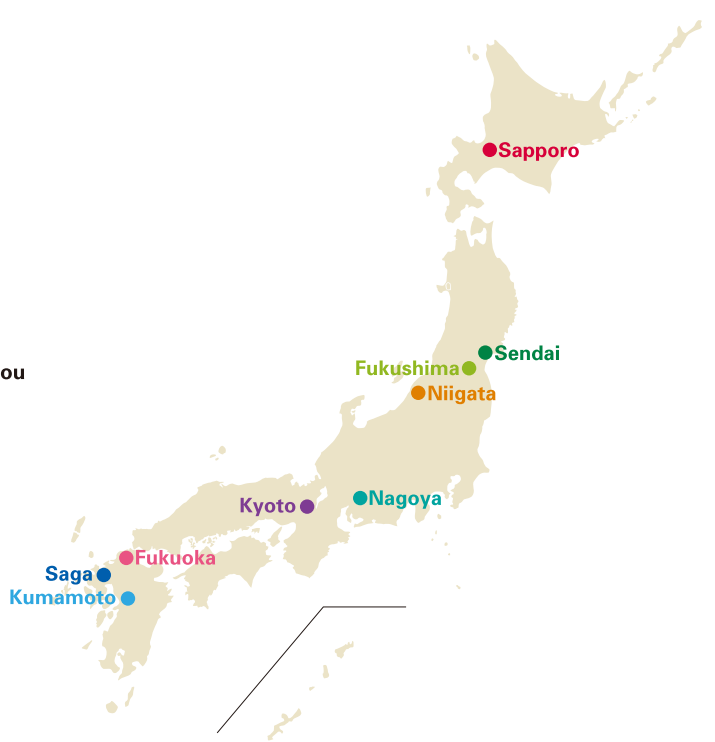 Sapporo
Sendai
Fukushima
ou
Niigata
Nagoya
Kyoto
Fukuoka
Saga
Kumamoto